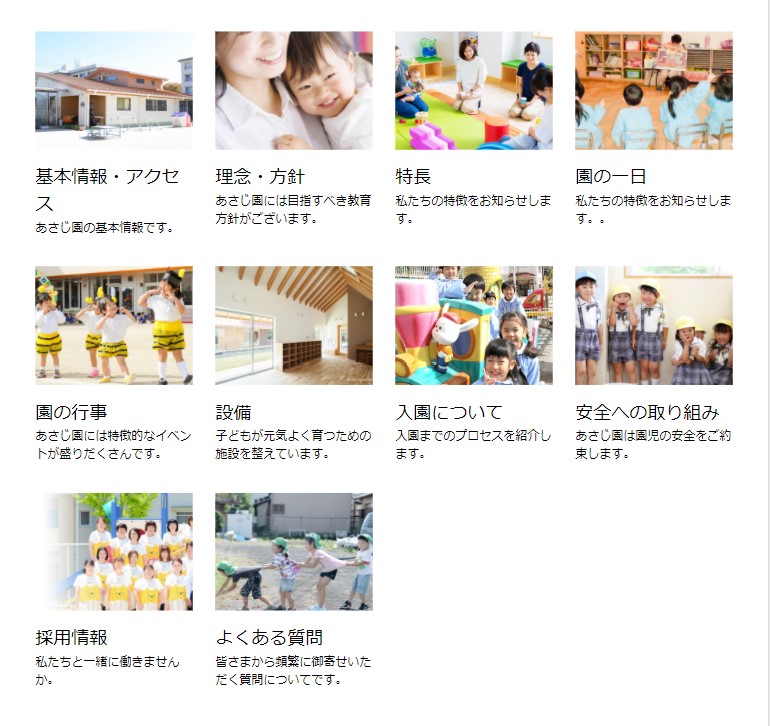 基本情報・アクセ
ス
あさじ園の基本情報です。
理念・方針
あさじ園には目指すべき教育
方針がございます。
特長
私たちの特徴をお知らせしま
す。
園の一日
私たちの特徴をお知らせしま
す。。
園の行事
あさじ園には特徴的なイベン
トが盛りだくさんです。
設備
子どもが元気よく育つための
施設を整えています。
入園について
入園までのプロセスを紹介し
ます。
安全への取り組み
あさじ園は園児の安全をご約
束します。
採用情報
私たちと一緒に働きません
か。
よくある質問
皆さまから頻繁に御寄せいた
だく質問についてです。